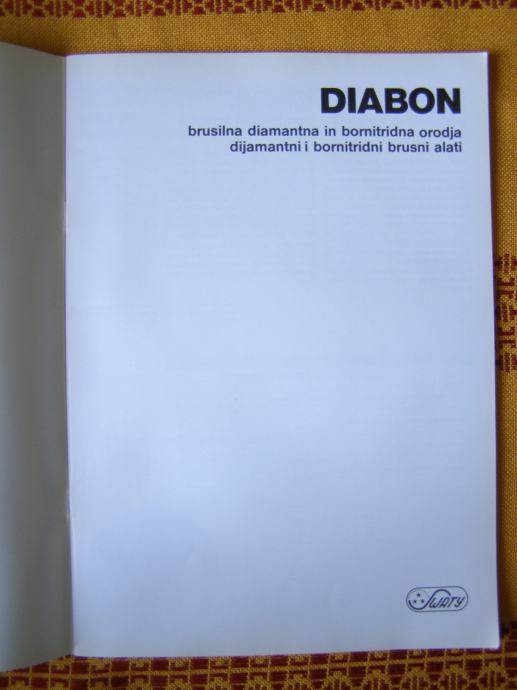 DIABON
brusilna diamantna in bornitridna orodja
dijamantni i bornitridni brusni alati
SWATY